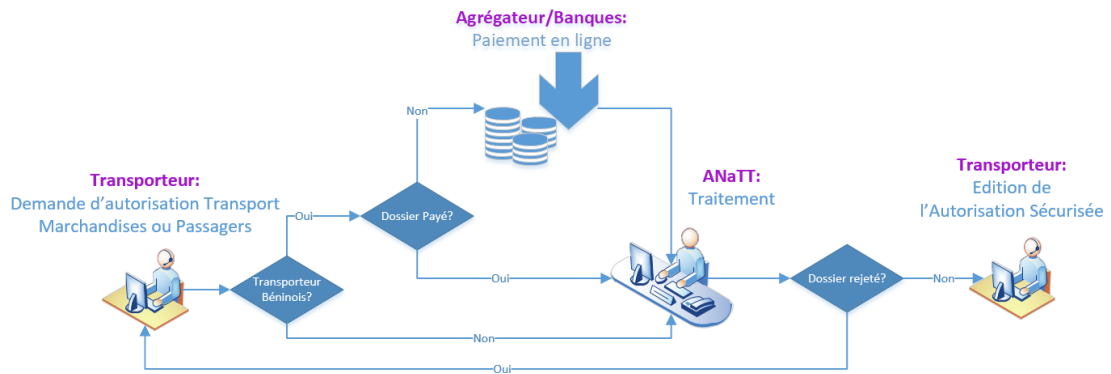 Agrégateur/Banques:
Paiement en ligne
Non
Transporteur:
Demande d'autorisation Transport
Marchandises ou Passagers
Oui
Dossier Payé?
ANaTT:
Traitement
Transporteur:
Edition de
l'Autorisation Sécurisée
Transporteur
Béninois?
Oui
Dossier rejeté?
Non
Non
Oui